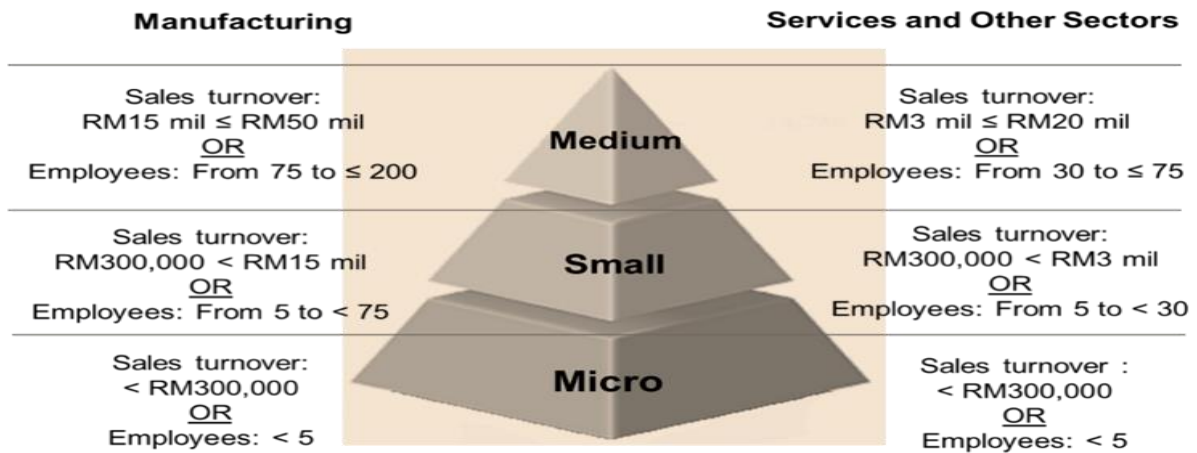 Manufacturing
Services and Other Sectors
Sales turnover:
RM15 mil ≤ RM50 mil
OR
Employees: From 75 to ≤ 200
Medium
Sales turnover:
RM3 mil ≤ RM20 mil
OR
Employees: From 30 to ≤ 75
Sales turnover:
RM300,000 < RM15 mil
OR
Employees: From 5 to < 75
Small
Sales turnover:
RM300,000 < RM3 mil
OR
Employees: From 5 to < 30
Sales turnover:
< RM300,000
OR
Employees: < 5
Micro
Sales turnover :
< RM300,000
OR
Employees: < 5